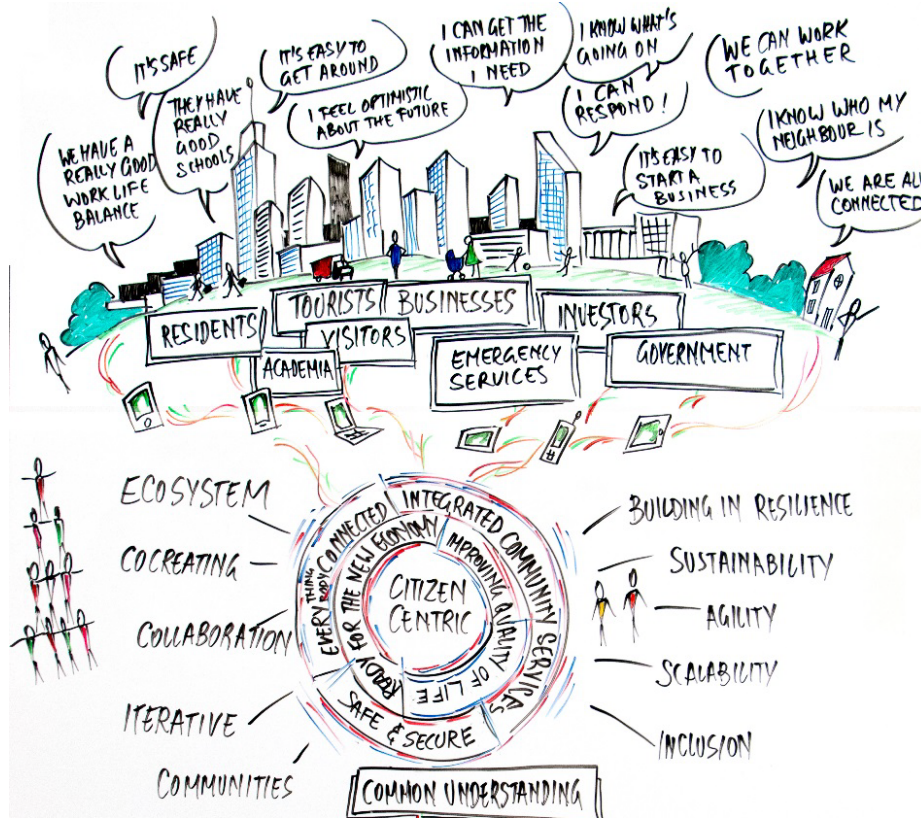 IT'S SAFE
IT'S EASY TO
GET AROUND
I CAN GET THE
INFORMATION
I NEED
I KNOW WHAT'S
GOING ON
WE CAN WORK
TOGETHER
WE HAVE A
REALLY GOOD
WORK LIFE
BALANCE
THEY HAVE
REALLY
GOOD
SCHOOLS
I FEEL OPTIMISTIC
ABOUT THE FUTURE
I CAN
RESPOND!
I KNOW WHO MY
NEIGHBOUR IS
IT'S EASY TO
START A
BUSINESS
WE ARE ALL
CONNECTED
RESIDENTS
TOURISTS
BUSINESSES
VISITORS
INVESTORS
ACADEMIA
EMERGENCY
SERVICES
GOVERNMENT
ECOSYSTEM
COCREATING
COLLABORATION
ITERATIVE
COMMUNITIES
EVERY THING BODY CONNECTED
INTEGRATED COMMUNITY SERVICES
SAFE & SECURE
READY FOR THE NEW ECONOMY
IMPROVING QUALITY OF LIFE
CITIZEN
CENTRIC
BUILDING IN RESILIENCE
SUSTAINABILITY
AGILITY
SCALABILITY
INCLUSION
COMMON UNDERSTANDING